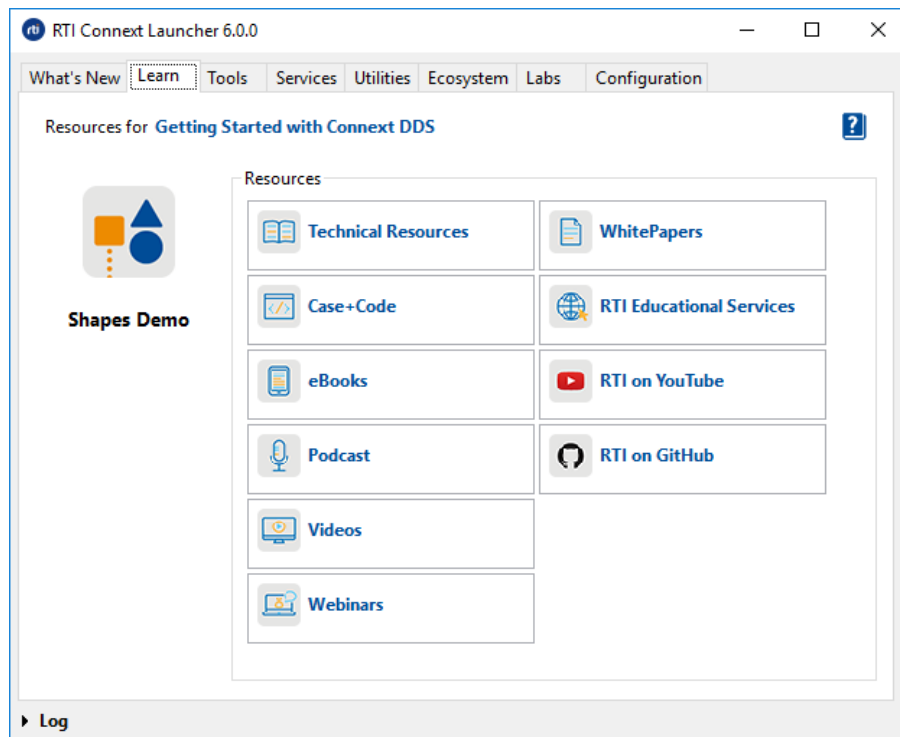 rti RTI Connext Launcher 6.0.0
What's New Learn Tools Services Utilities Ecosystem Labs Configuration
Resources for Getting Started with Connext DDS
?
Resources
Technical Resources
WhitePapers
Case+Code
RTI Educational Services
eBooks
RTI on YouTube
Podcast
RTI on GitHub
Videos
Webinars
Shapes Demo
Log